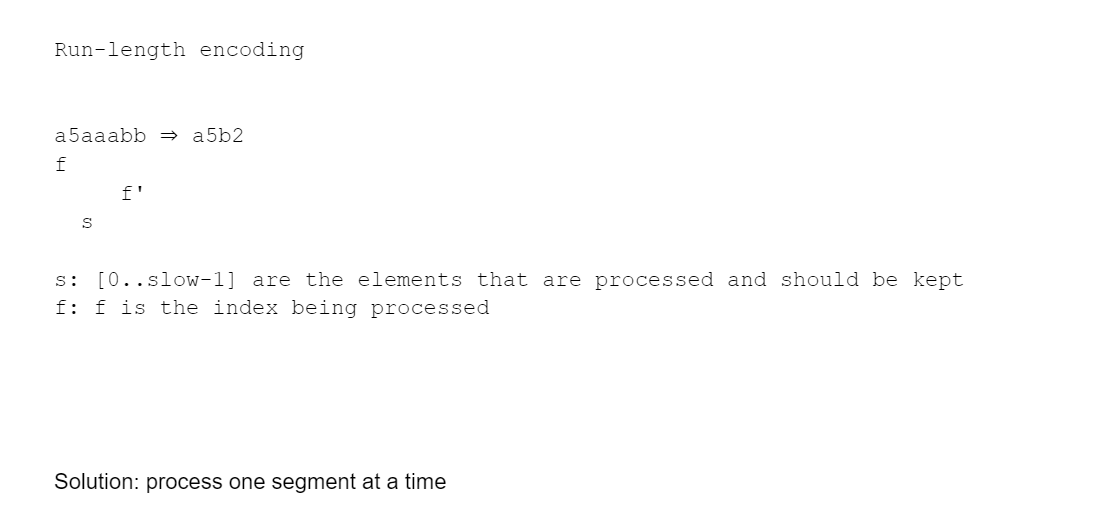 Run-length encoding
a5aaabb ⇒ a5b2
f
f'
s
s: [0..slow-1] are the elements that are processed and should be kept
f: f is the index being processed
Solution: process one segment at a time